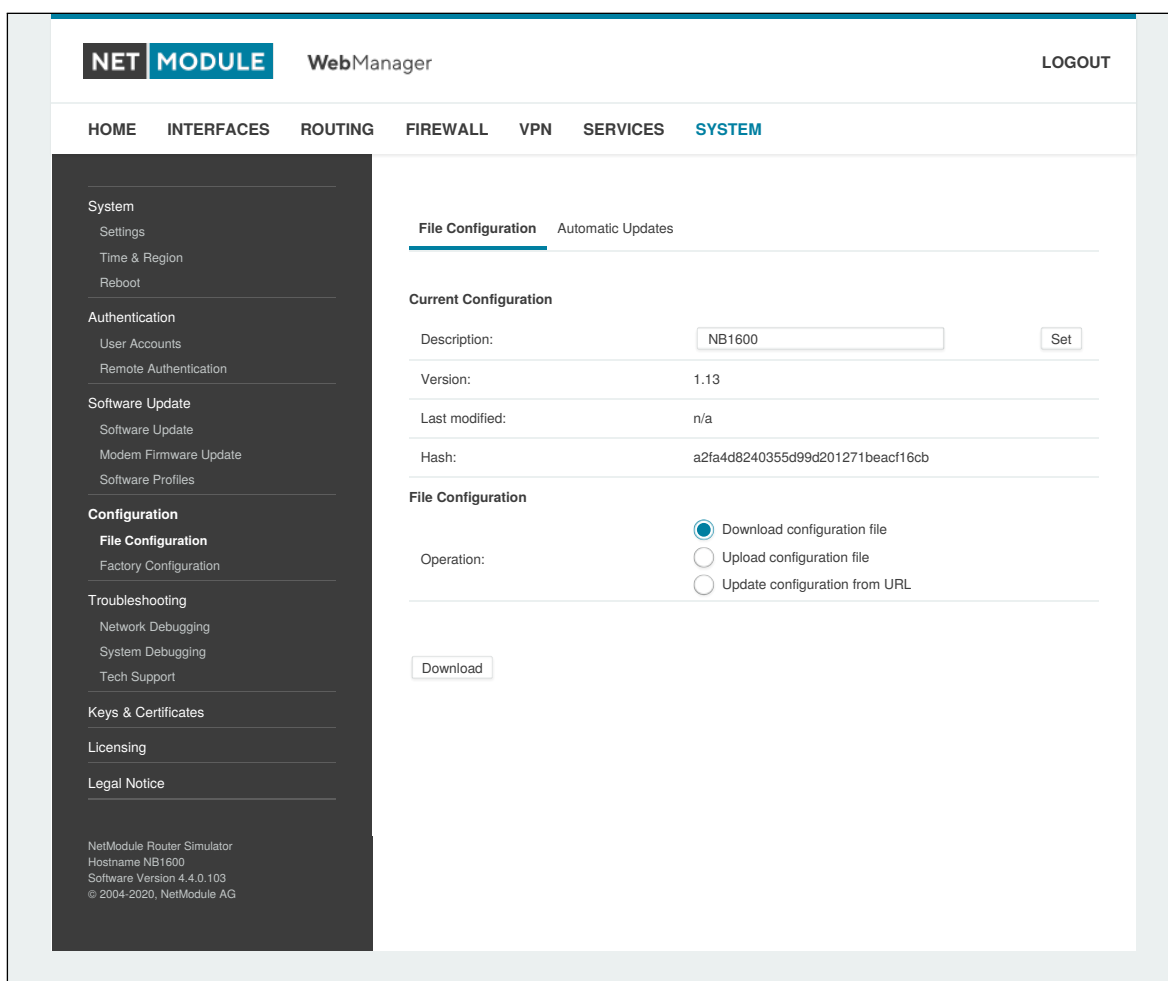 NET MODULE WebManager LOGOUT
HOME INTERFACES ROUTING FIREWALL VPN SERVICES SYSTEM
System
Settings
Time & Region
Reboot
Authentication
User Accounts
Remote Authentication
Software Update
Software Update
Modem Firmware Update
Software Profiles
Configuration
File Configuration
Factory Configuration
Troubleshooting
Network Debugging
System Debugging
Tech Support
Keys & Certificates
Licensing
Legal Notice
NetModule Router Simulator
Hostname NB1600
Software Version 4.4.0.103
© 2004-2020, NetModule AG
File Configuration Automatic Updates
Current Configuration
Description: NB1600 Set
Version: 1.13
Last modified: n/a
Hash: a2fa4d8240355d99d201271beacf16cb
File Configuration
Operation:
Download configuration file
Upload configuration file
Update configuration from URL
Download